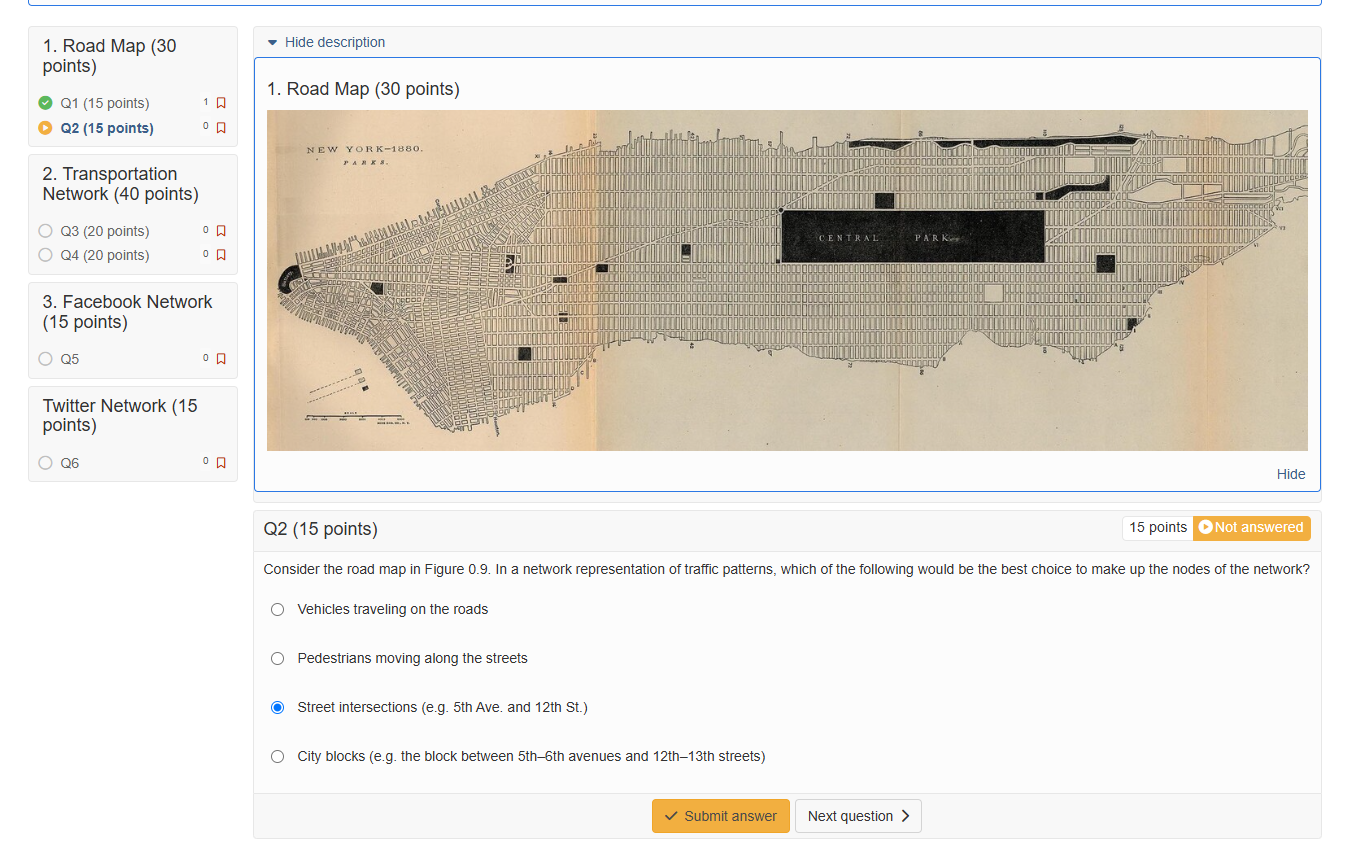 1. Road Map (30
points)
Q1 (15 points) 1
Q2 (15 points) 0
2. Transportation
Network (40 points)
Q3 (20 points) 0
Q4 (20 points) 0
3. Facebook Network
(15 points)
Q5 0
Twitter Network (15
points)
Q6 0
Hide description
1. Road Map (30 points)
NEW YORK—1880.
PARKS.
CENTRAL PARK
Hide
Q2 (15 points)
15 points Not answered
Consider the road map in Figure 0.9. In a network representation of traffic patterns, which of the following would be the best choice to make up the nodes of the network?
Vehicles traveling on the roads
Pedestrians moving along the streets
Street intersections (e.g. 5th Ave. and 12th St.)
City blocks (e.g. the block between 5th–6th avenues and 12th–13th streets)
Submit answer
Next question